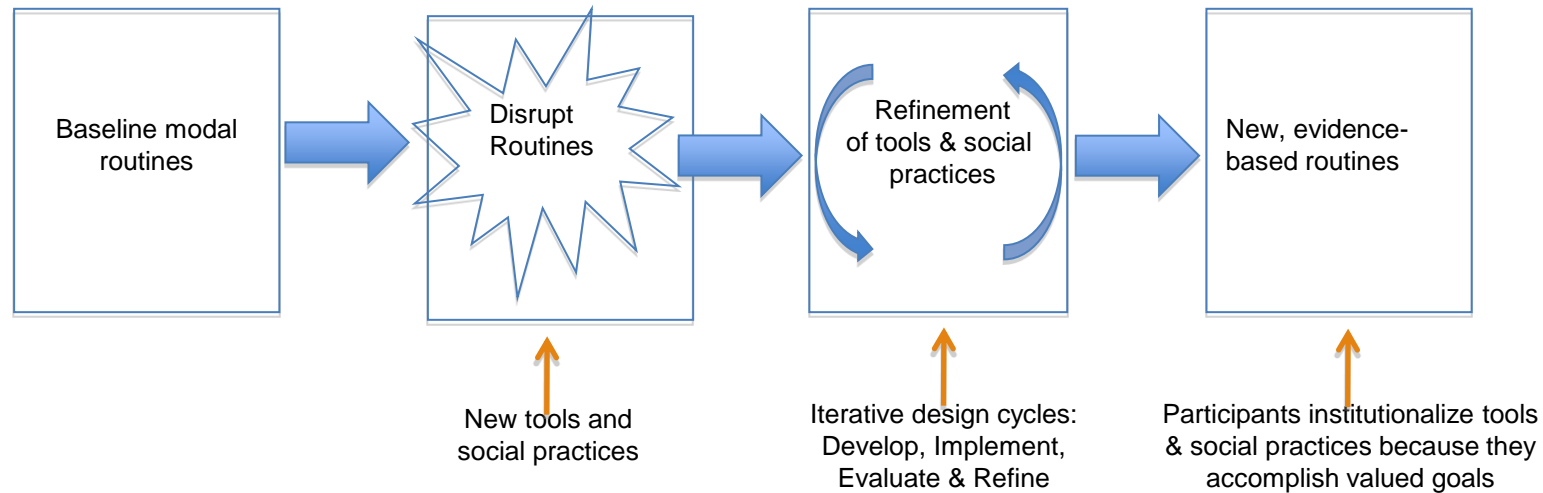 Baseline modal
routines
Disrupt
Routines
Refinement
of tools & social
practices
New, evidence-
based routines
New tools and
social practices
Iterative design cycles:
Develop, Implement,
Evaluate & Refine
Participants institutionalize tools
& social practices because they
accomplish valued goals